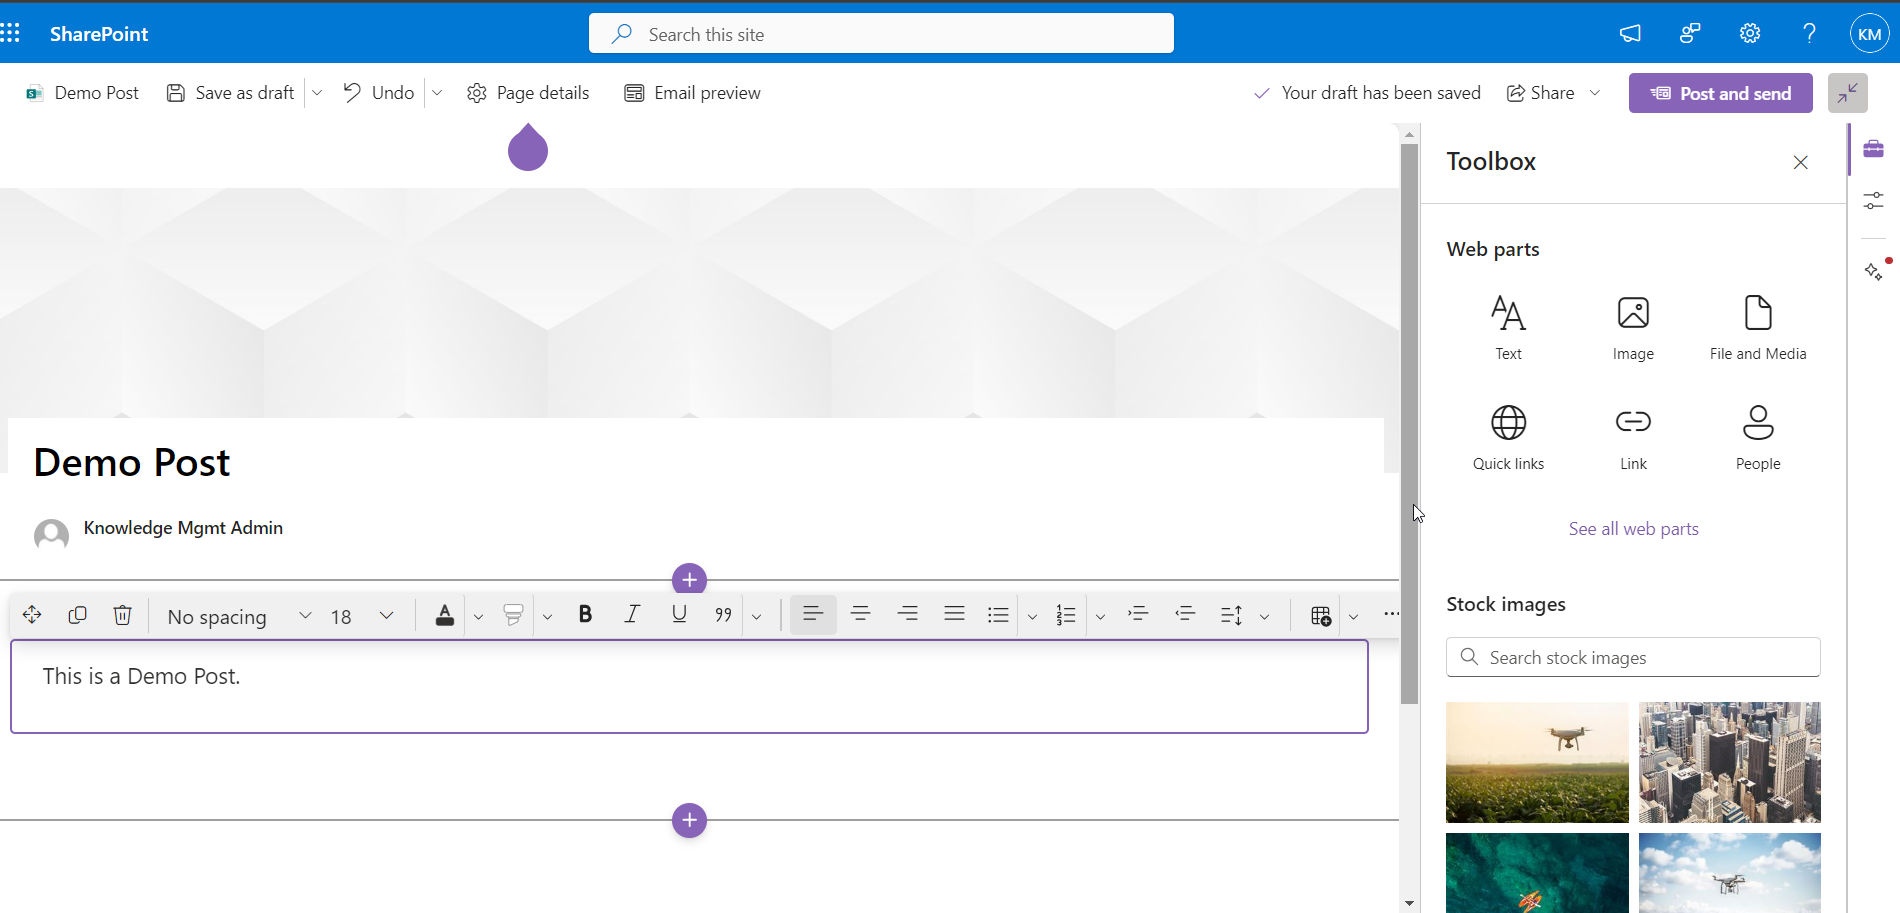 SharePoint
Search this site
KM
Demo Post
Save as draft
Undo
Page details
Email preview
Your draft has been saved
Share
Post and send
Toolbox
Web parts
Text
Image
File and Media
Quick links
Link
People
See all web parts
Demo Post
Knowledge Mgmt Admin
No spacing
18
This is a Demo Post.
Stock images
Search stock images